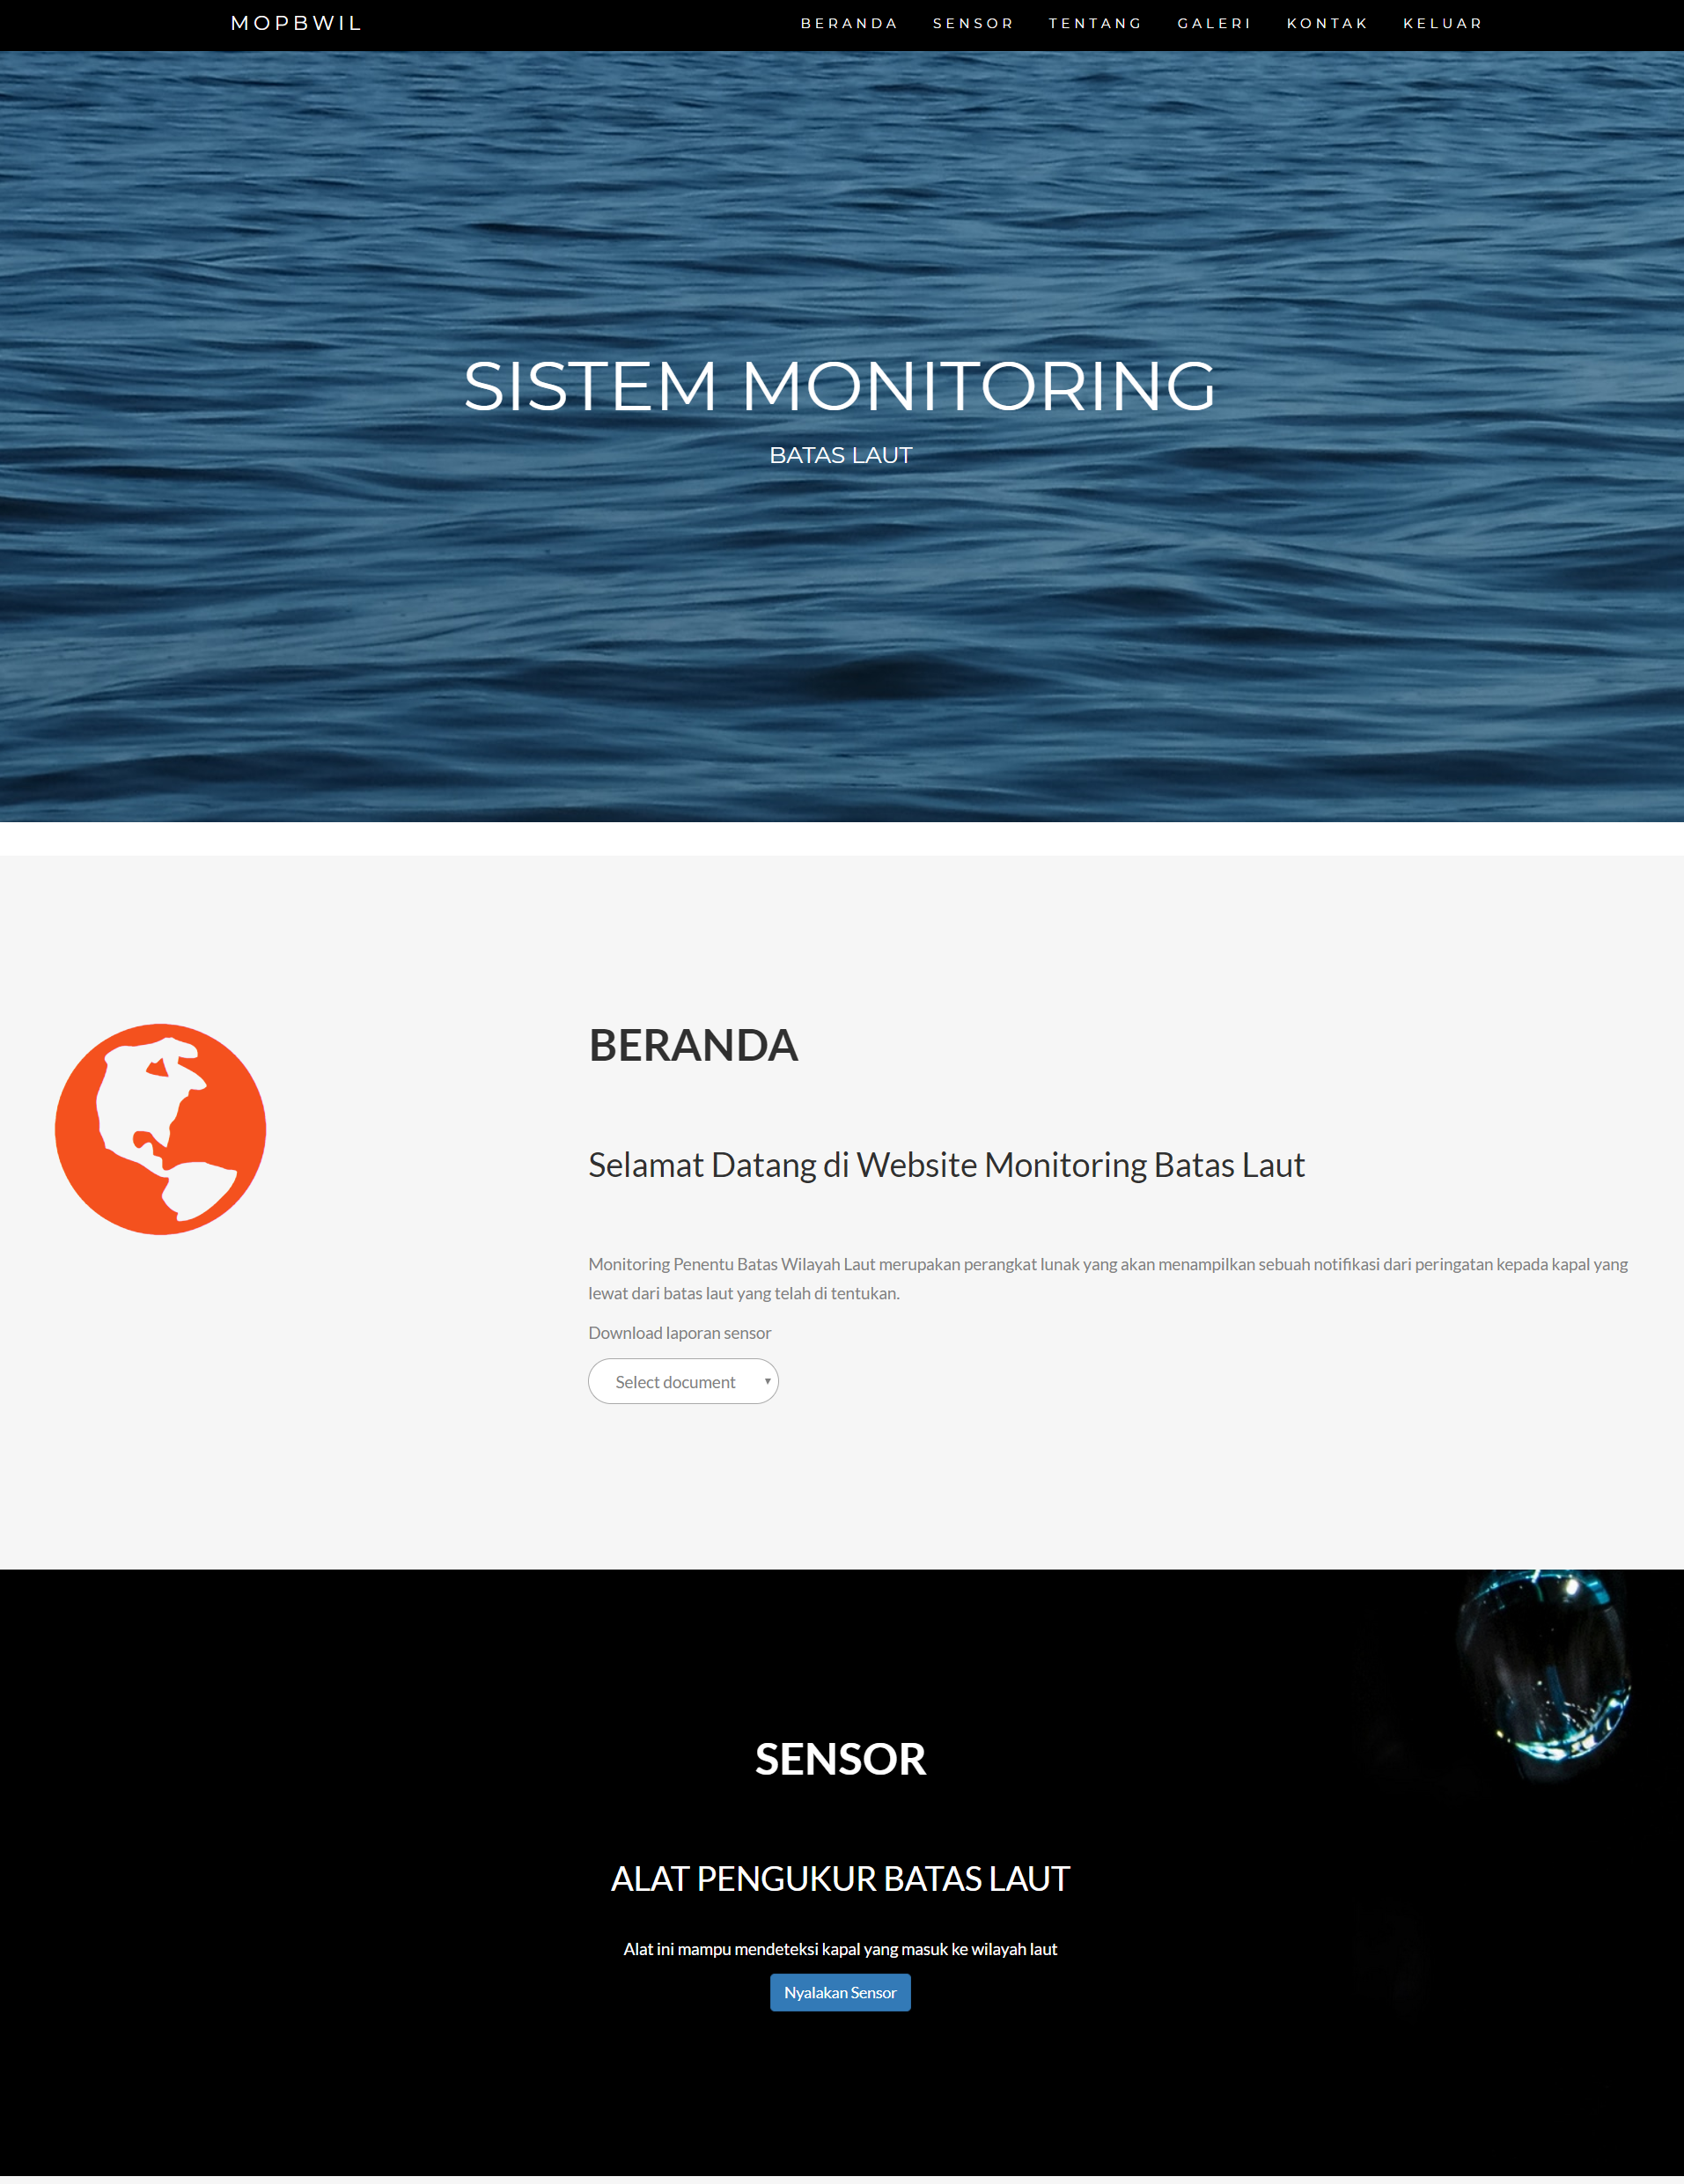 MOPBWIL
BERANDA SENSOR TENTANG GALERI KONTAK KELUAR
SISTEM MONITORING
BATAS LAUT
BERANDA
Selamat Datang di Website Monitoring Batas Laut
Monitoring Penentu Batas Wilayah Laut merupakan perangkat lunak yang akan menampilkan sebuah notifikasi dari peringatan kepada kapal yang
lewat dari batas laut yang telah di tentukan.
Download laporan sensor
Select document
SENSOR
ALAT PENGUKUR BATAS LAUT
Alat ini mampu mendeteksi kapal yang masuk ke wilayah laut
Nyalakan Sensor